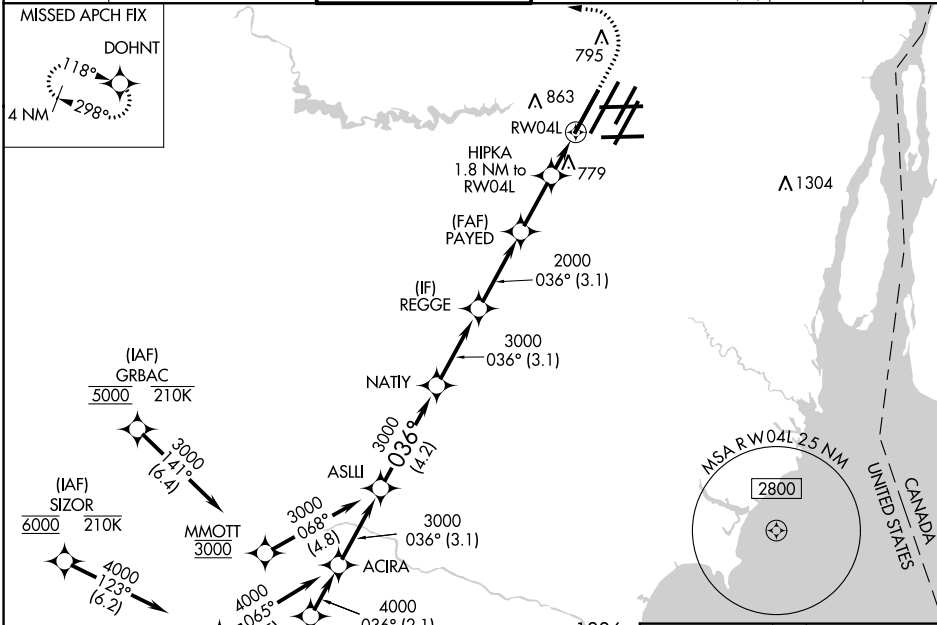 MISSED APCH FIX
DOHNT
118°
298°
4 NM
795
863
RW04L
HIPKA
1.8 NM to
RW04L
779
1304
(FAF)
PAYED
2000
036° (3.1)
(IF)
REGGE
3000
036° (3.1)
NATIY
(IAF)
GRBAC
5000 210K
3000
141°
(6.4)
3000
036°
(4.2)
ASLLI
MSA RW04L 25 NM
2800
CANADA
UNITED STATES
(IAF)
SIZOR
6000 210K
MMOTT
3000
3000
068°
(4.8)
3000
036° (3.1)
ACIRA
4000
123°
(6.2)
4000
065°
4000
036° (2.1)